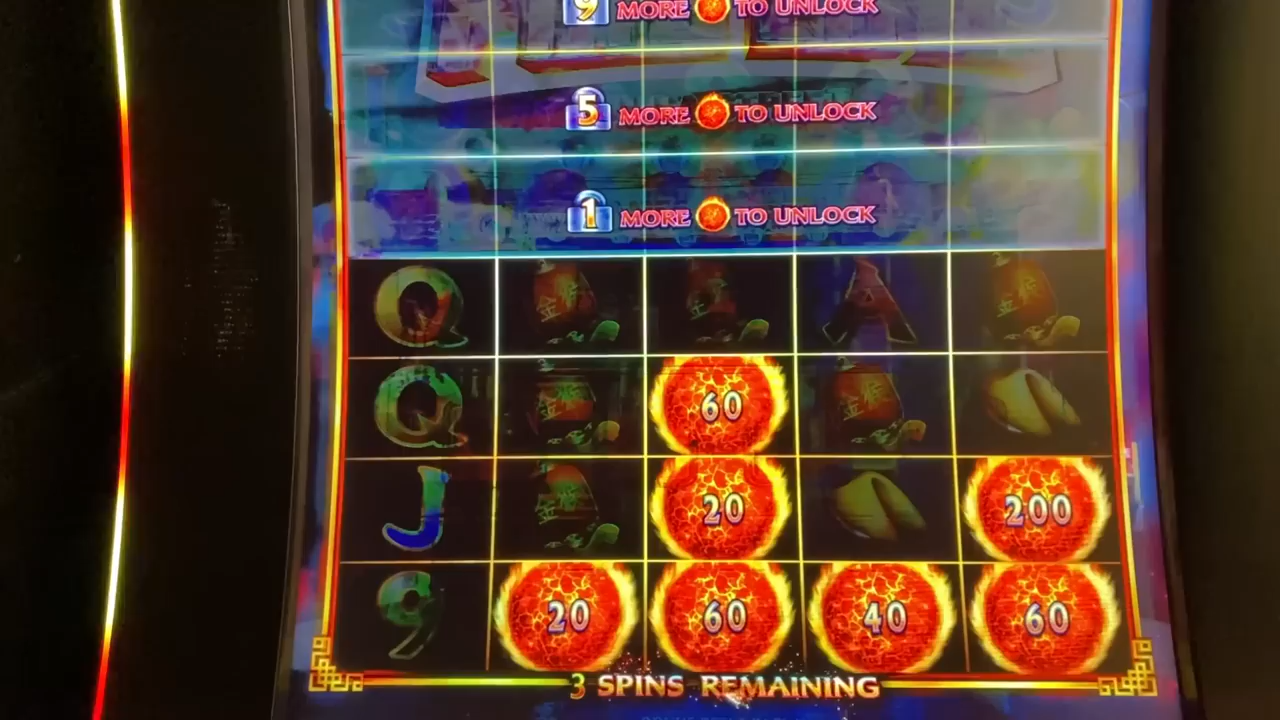 9 MORE TO UNLOCK
5 MORE TO UNLOCK
1 MORE TO UNLOCK
Q A
Q 60
J 20 200
9 20 60 40 60
3 SPINS REMAINING